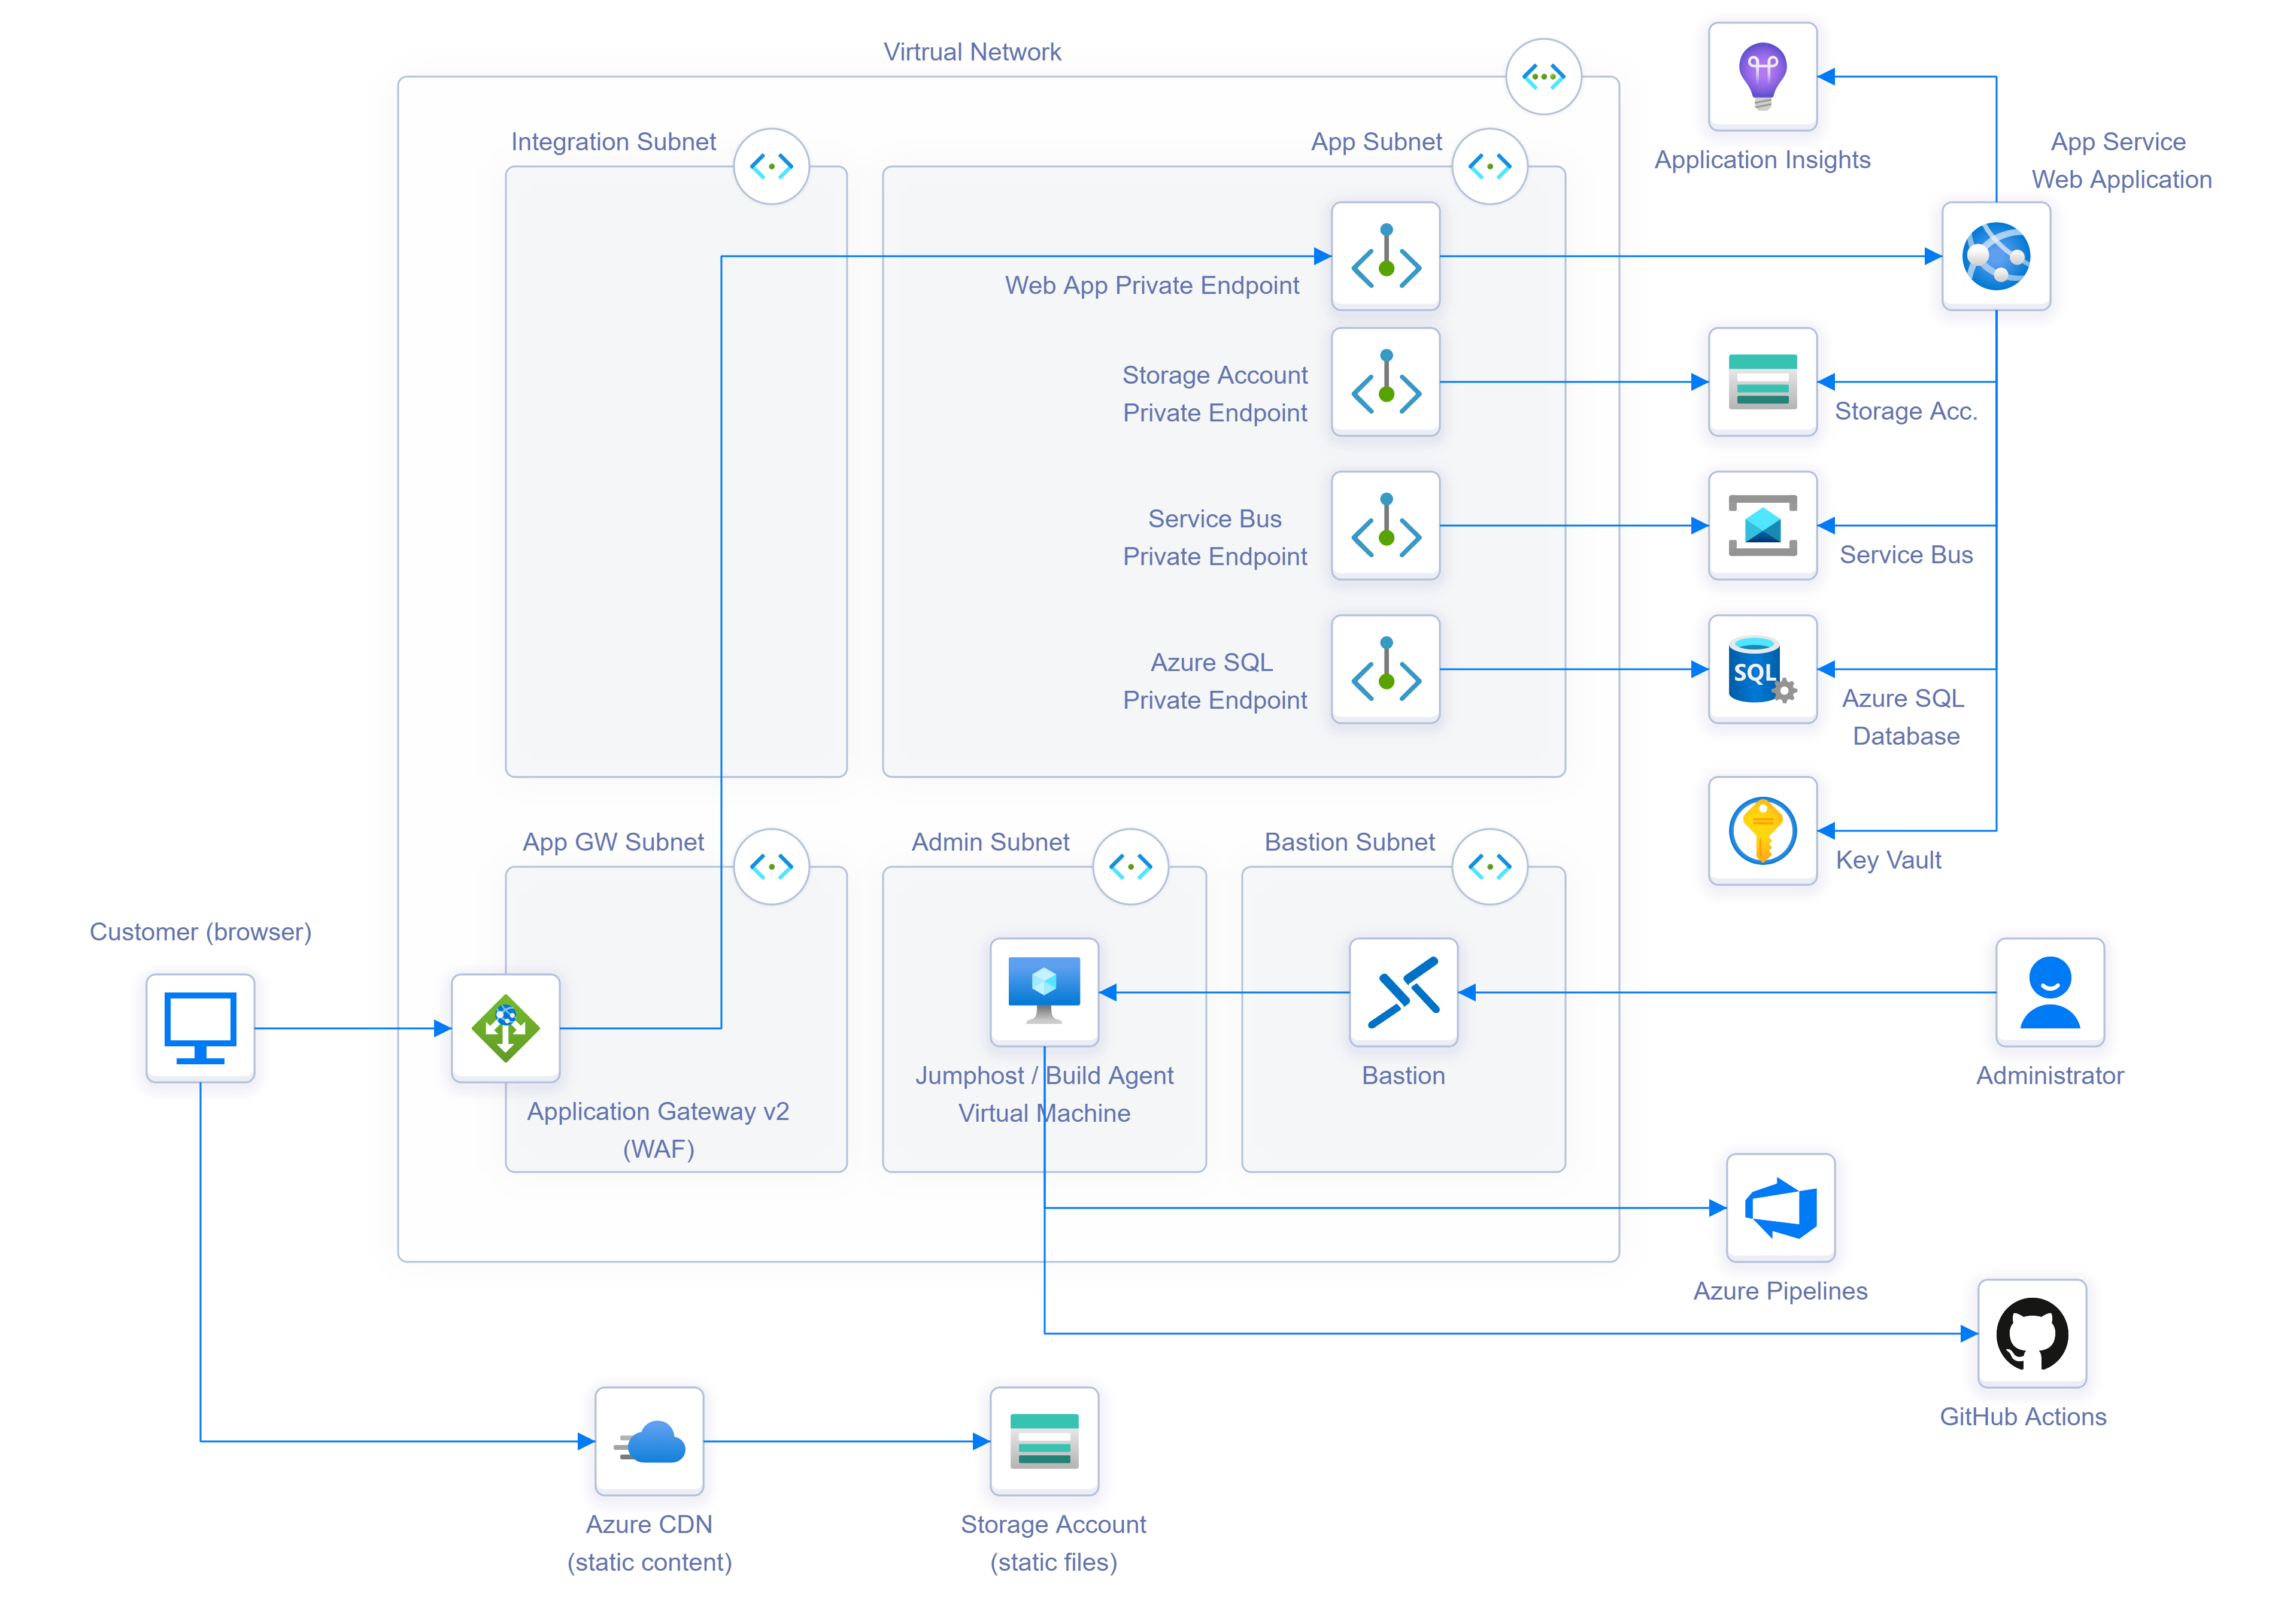 Virtrual Network
Integration Subnet
App Subnet
Application Insights
App Service
Web Application
Web App Private Endpoint
Storage Account
Private Endpoint
Storage Acc.
Service Bus
Private Endpoint
Service Bus
Azure SQL
Private Endpoint
SQL
Azure SQL
Database
Key Vault
App GW Subnet
Admin Subnet
Bastion Subnet
Customer (browser)
Application Gateway v2
(WAF)
Jumphost / Build Agent
Virtual Machine
Bastion
Administrator
Azure Pipelines
GitHub Actions
Azure CDN
(static content)
Storage Account
(static files)